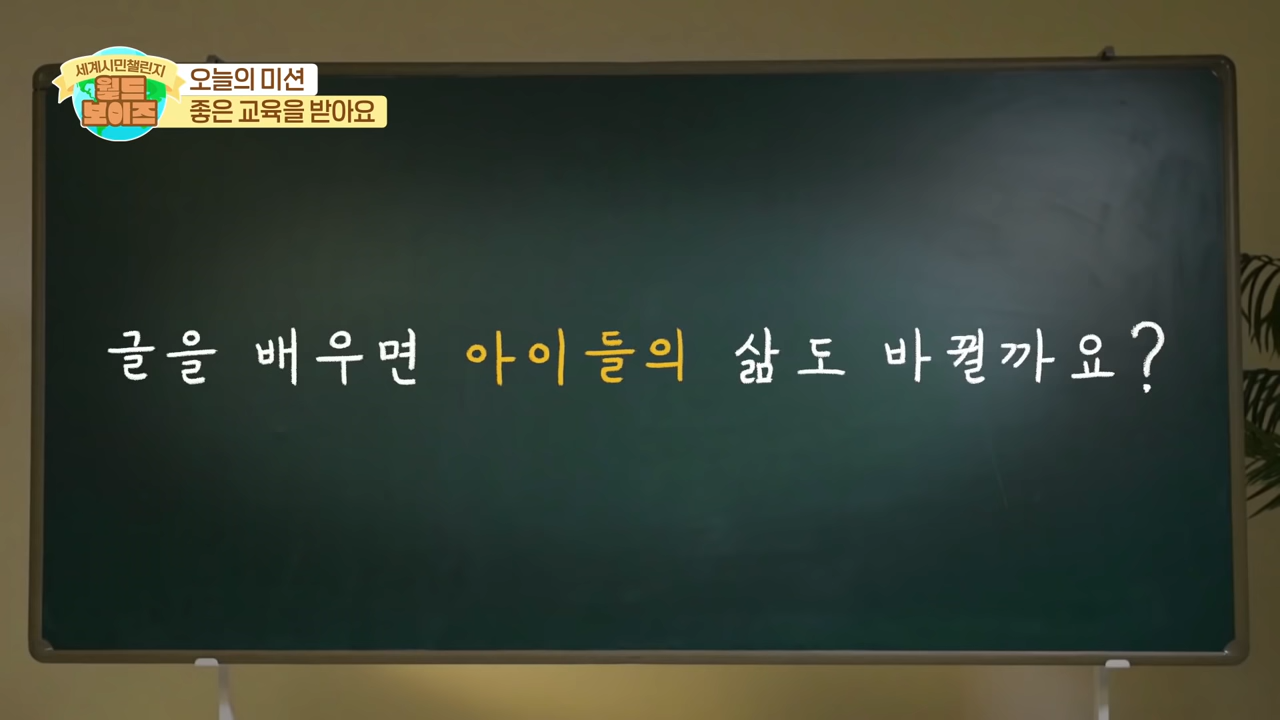 세계시민챌린지
월드
보이즈
오늘의 미션
좋은 교육을 받아요
글을 배우면 아이들의 삶도 바뀔까요?